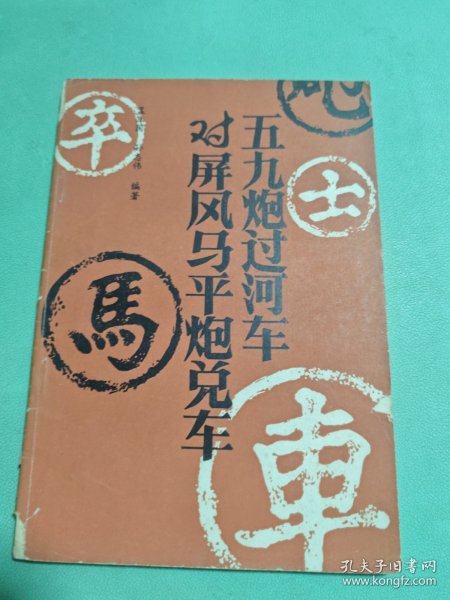 五九炮过河车
对屏风马平炮兑车
编著
卒
士
馬
車
孔夫子旧书网
www.kongfz.com